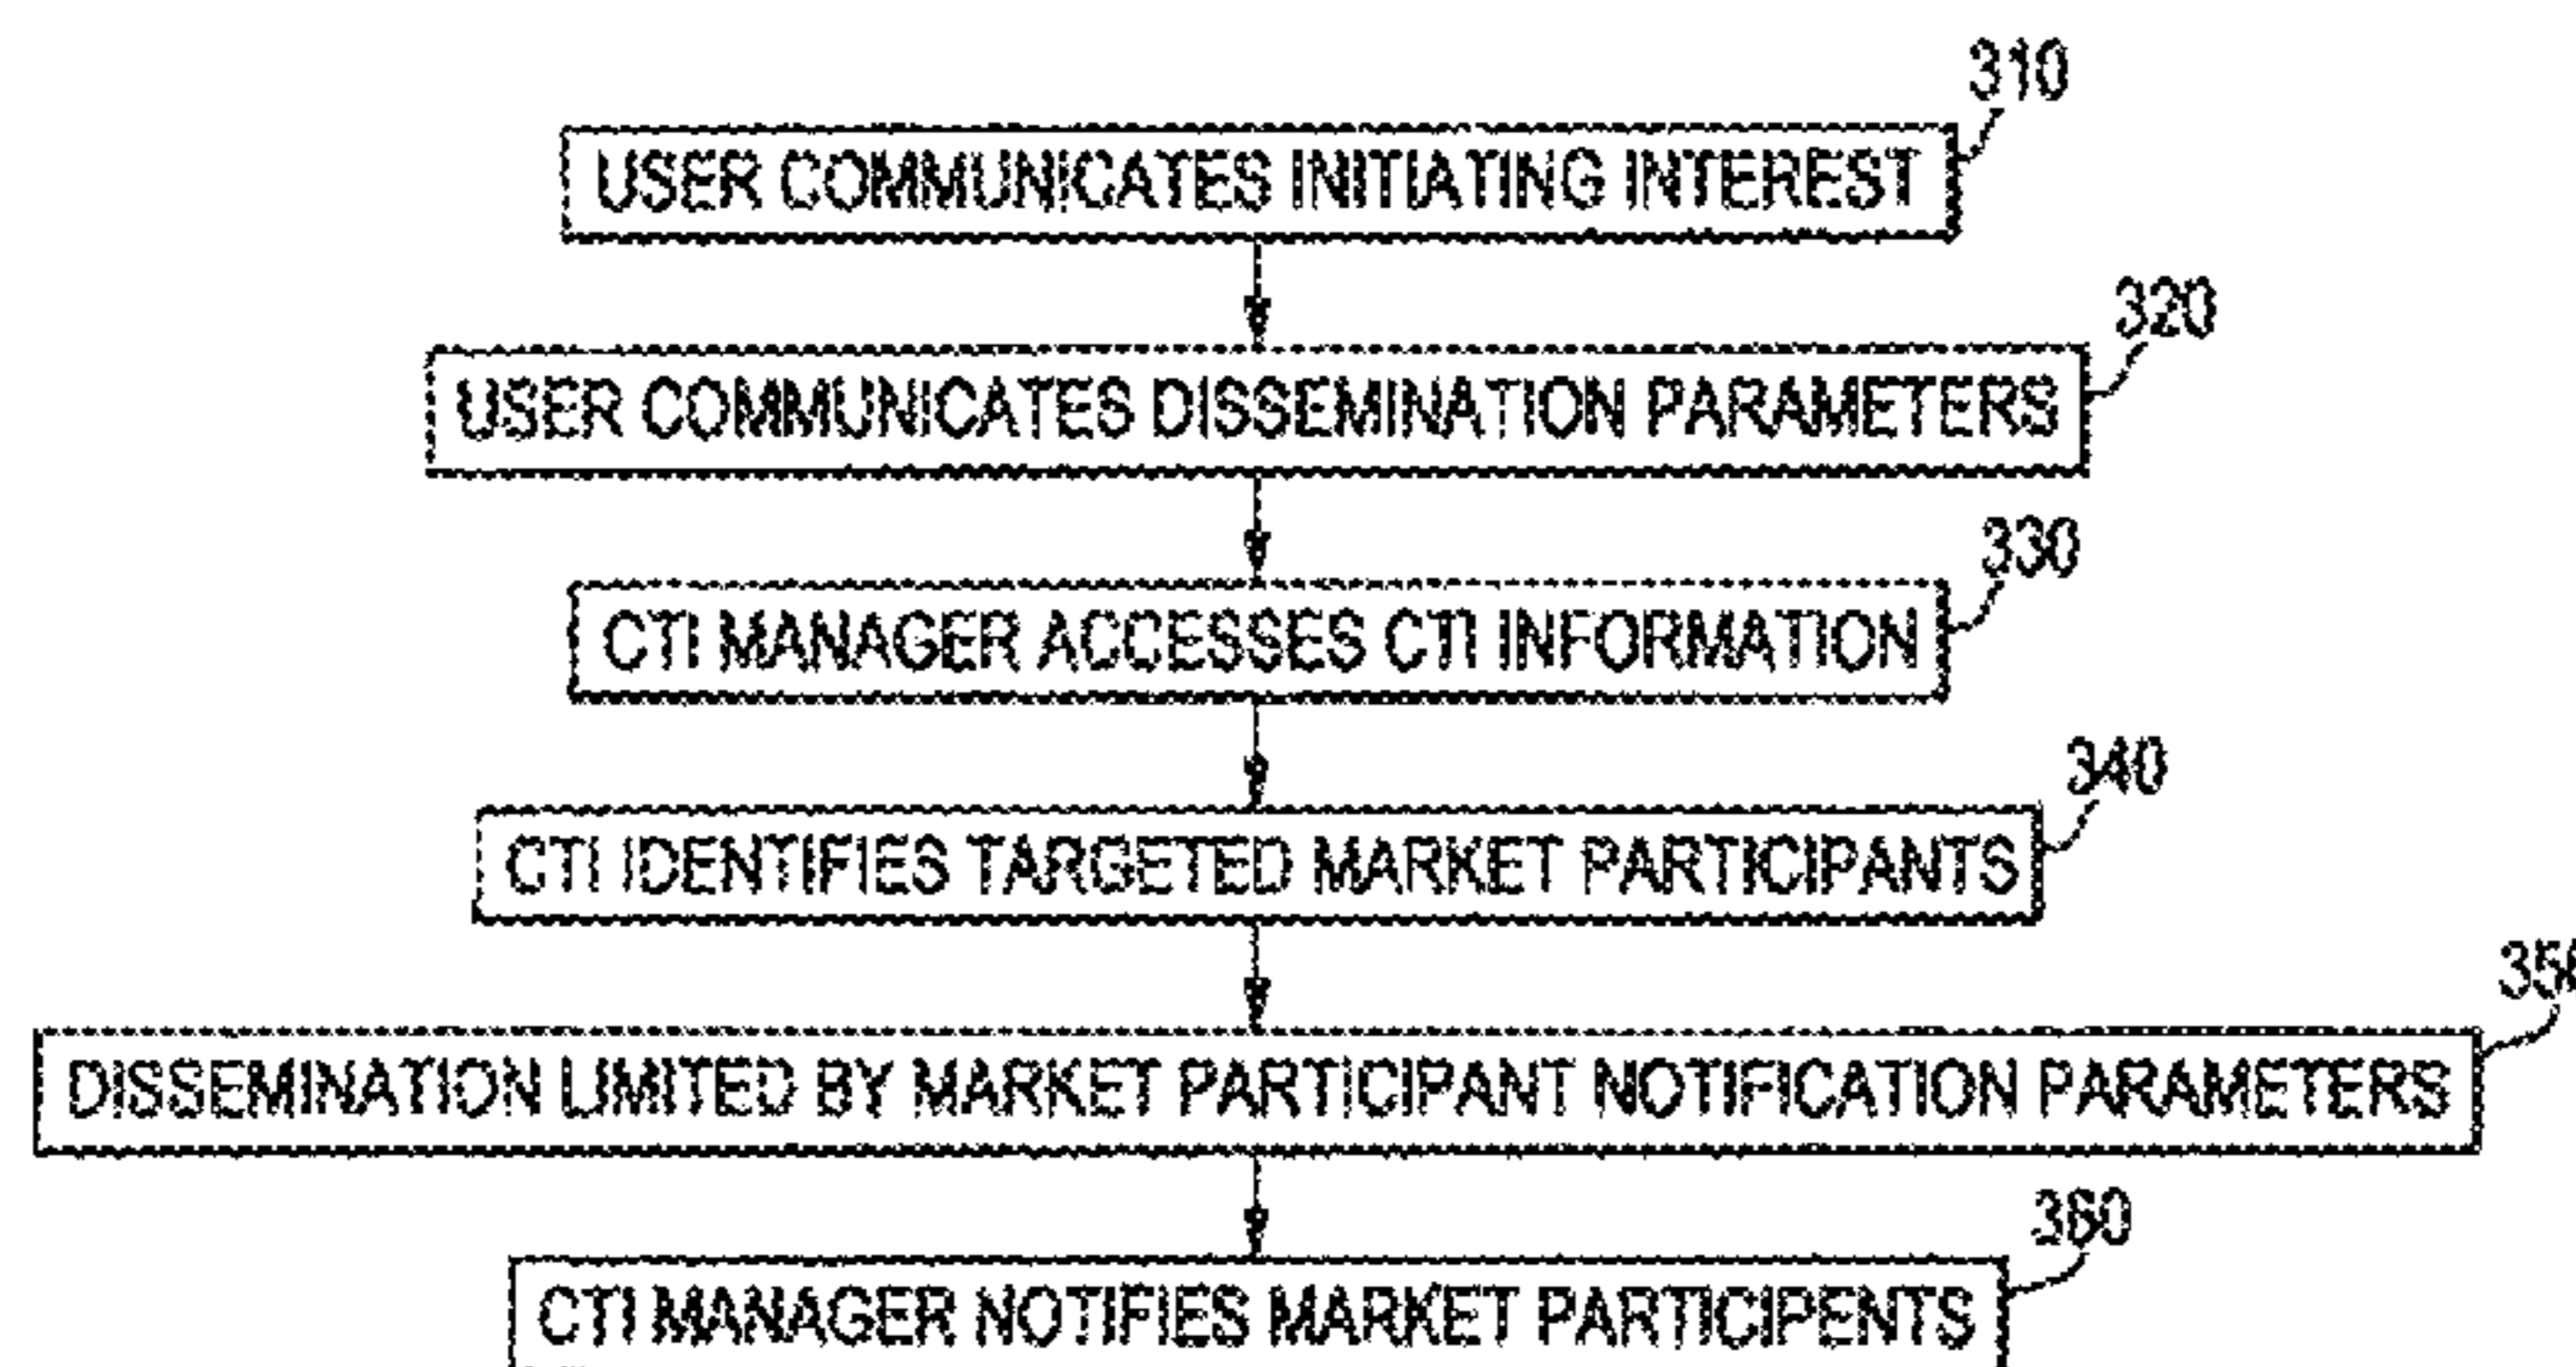 310
USER COMMUNICATES INITIATING INTEREST
320
USER COMMUNICATES DISSEMINATION PARAMETERS
330
CTI MANAGER ACCESSES CTI INFORMATION
340
CTI IDENTIFIES TARGETED MARKET PARTICIPANTS
350
DISSEMINATION LIMITED BY MARKET PARTICIPANT NOTIFICATION PARAMETERS
360
CTI MANAGER NOTIFIES MARKET PARTICIPENTS